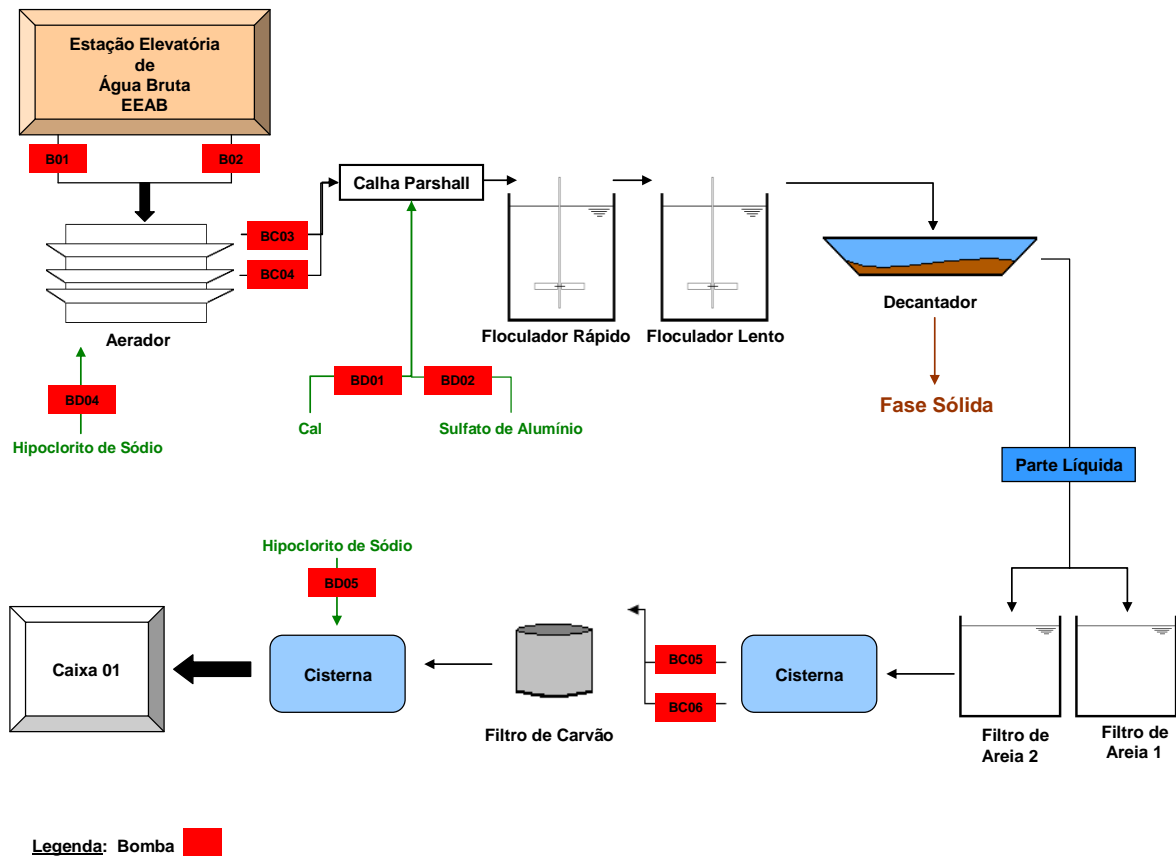 Estação Elevatória
de
Água Bruta
EEAB
B01
B02
Calha Parshall
BC03
BC04
Aerador
Floculador Rápido
Floculador Lento
Decantador
BD04
BD01
BD02
Hipoclorito de Sódio
Cal
Sulfato de Alumínio
Fase Sólida
Parte Líquida
Hipoclorito de Sódio
BD05
Caixa 01
Cisterna
BC05
BC06
Cisterna
Filtro de Carvão
Filtro de
Areia 2
Filtro de
Areia 1
Legenda: Bomba